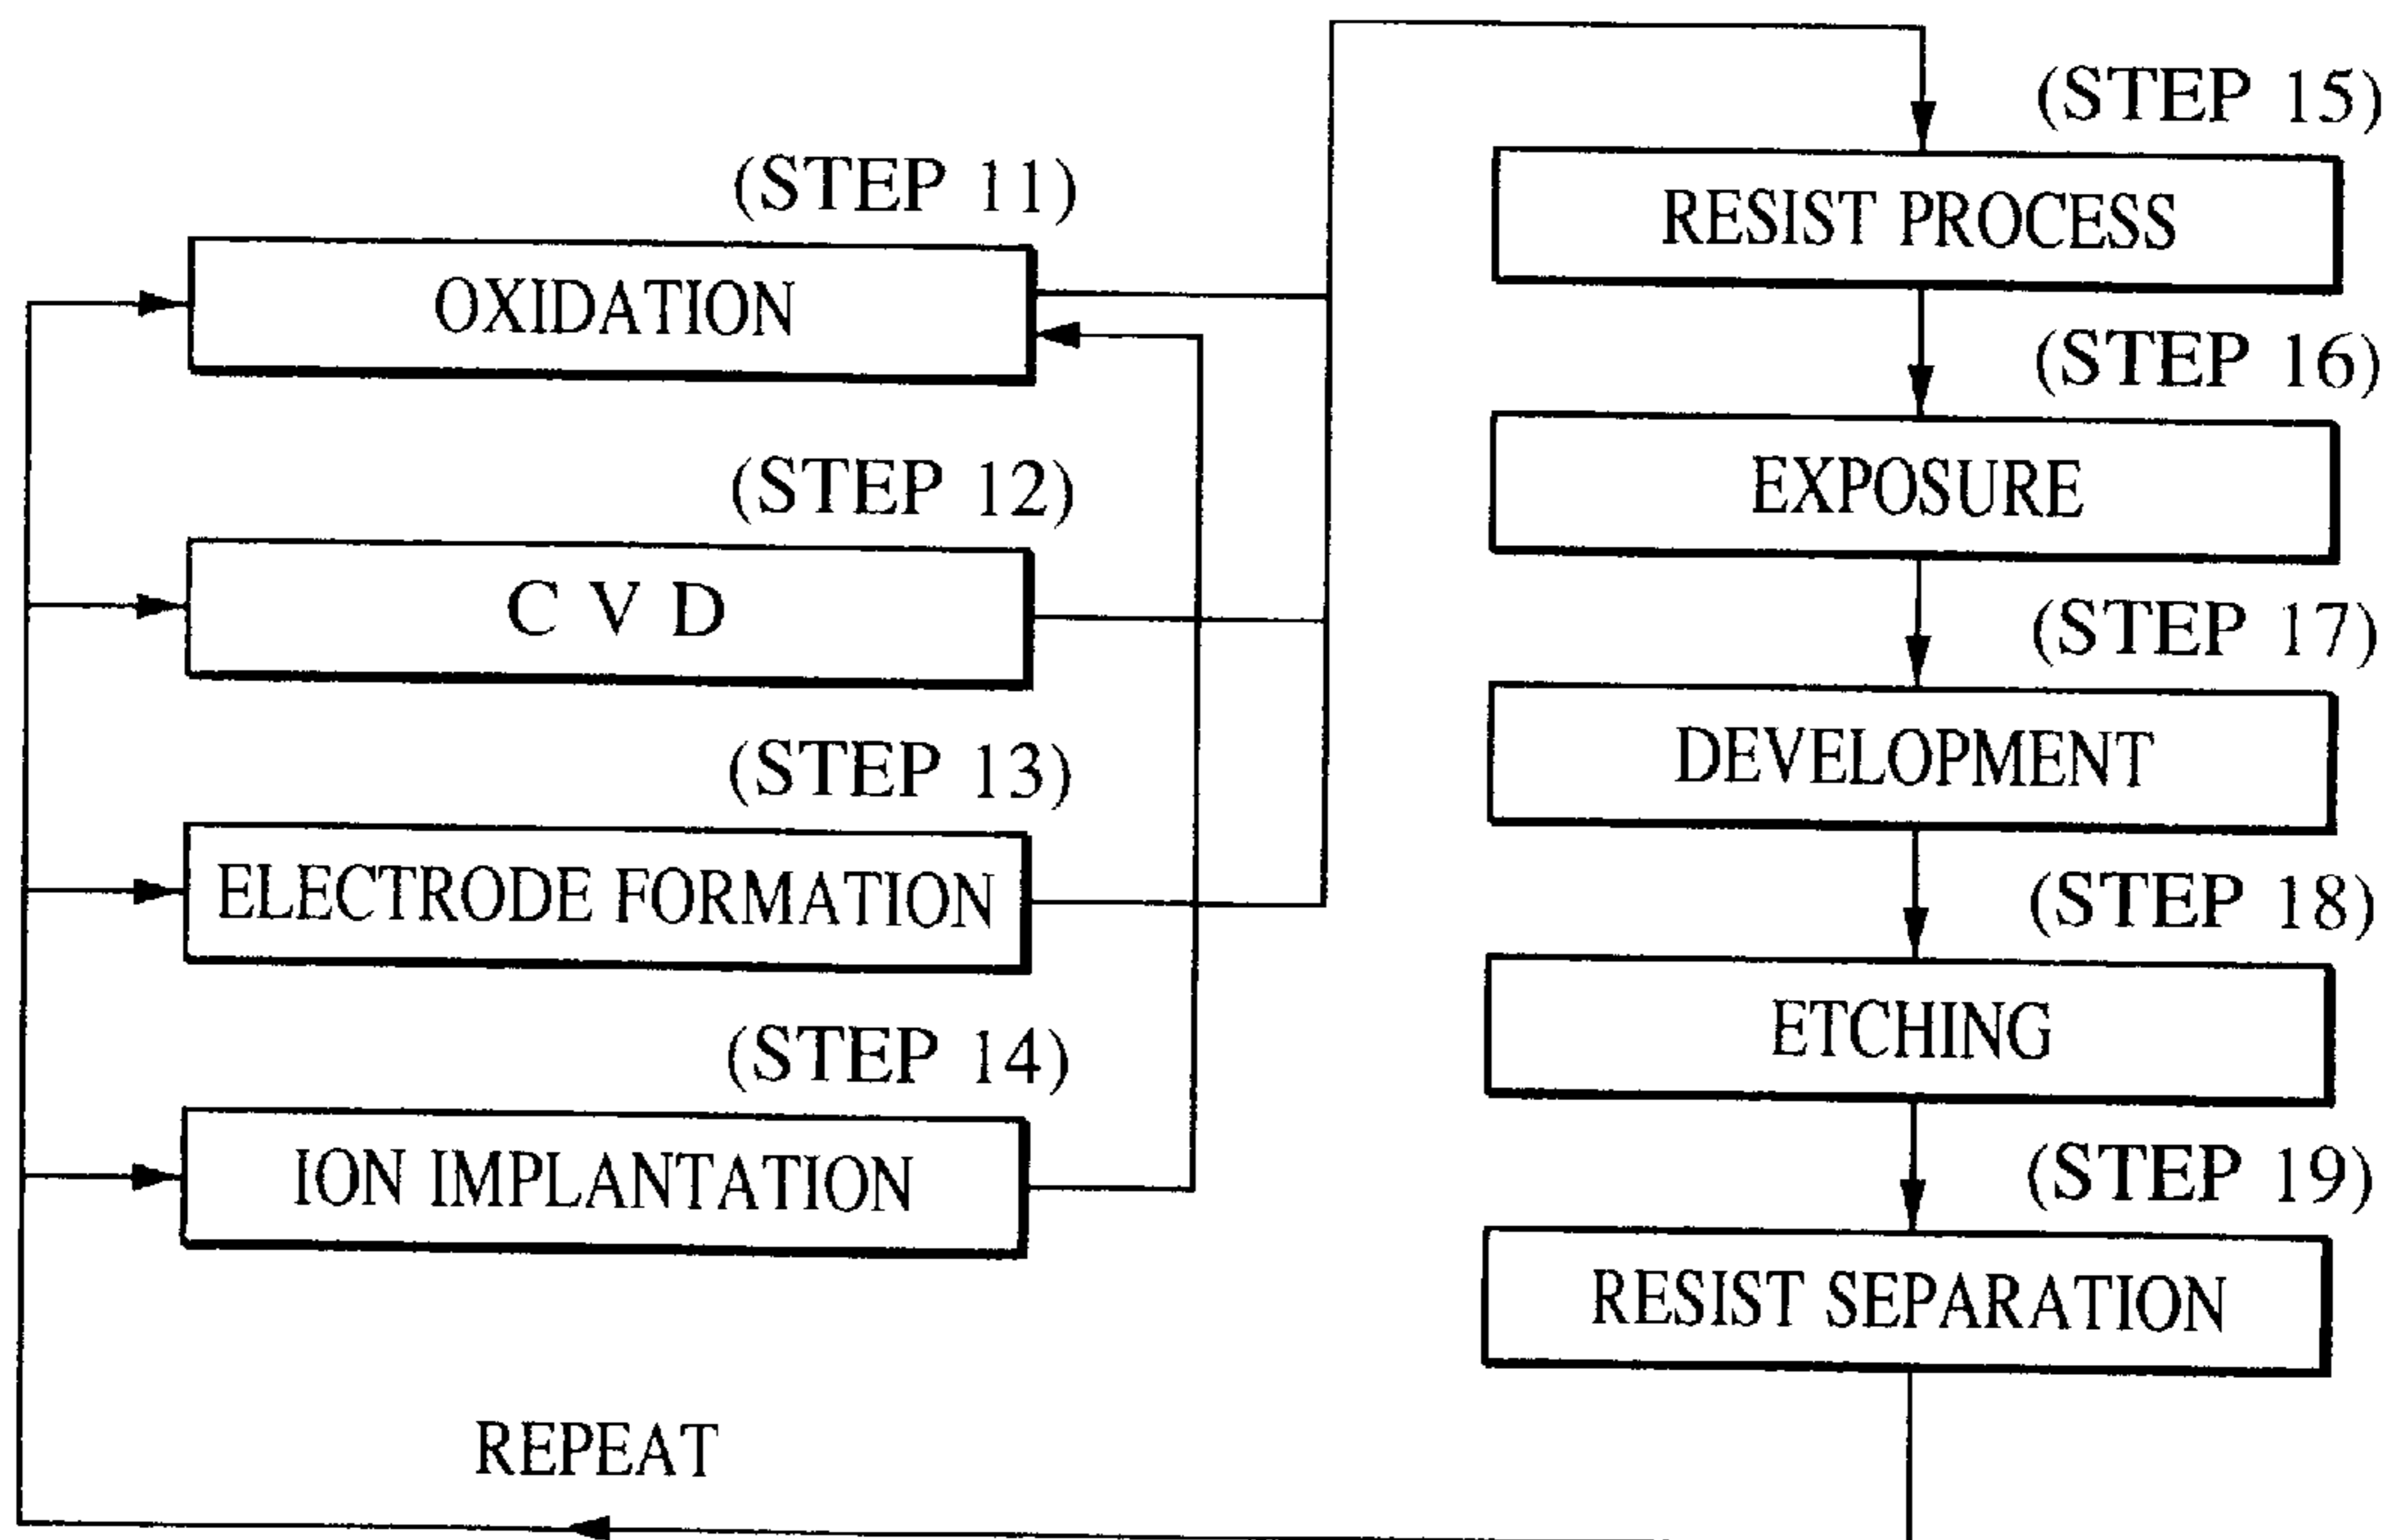 (STEP 11)
OXIDATION
(STEP 12)
C V D
(STEP 13)
ELECTRODE FORMATION
(STEP 14)
ION IMPLANTATION
REPEAT
(STEP 15)
RESIST PROCESS
(STEP 16)
EXPOSURE
(STEP 17)
DEVELOPMENT
(STEP 18)
ETCHING
(STEP 19)
RESIST SEPARATION